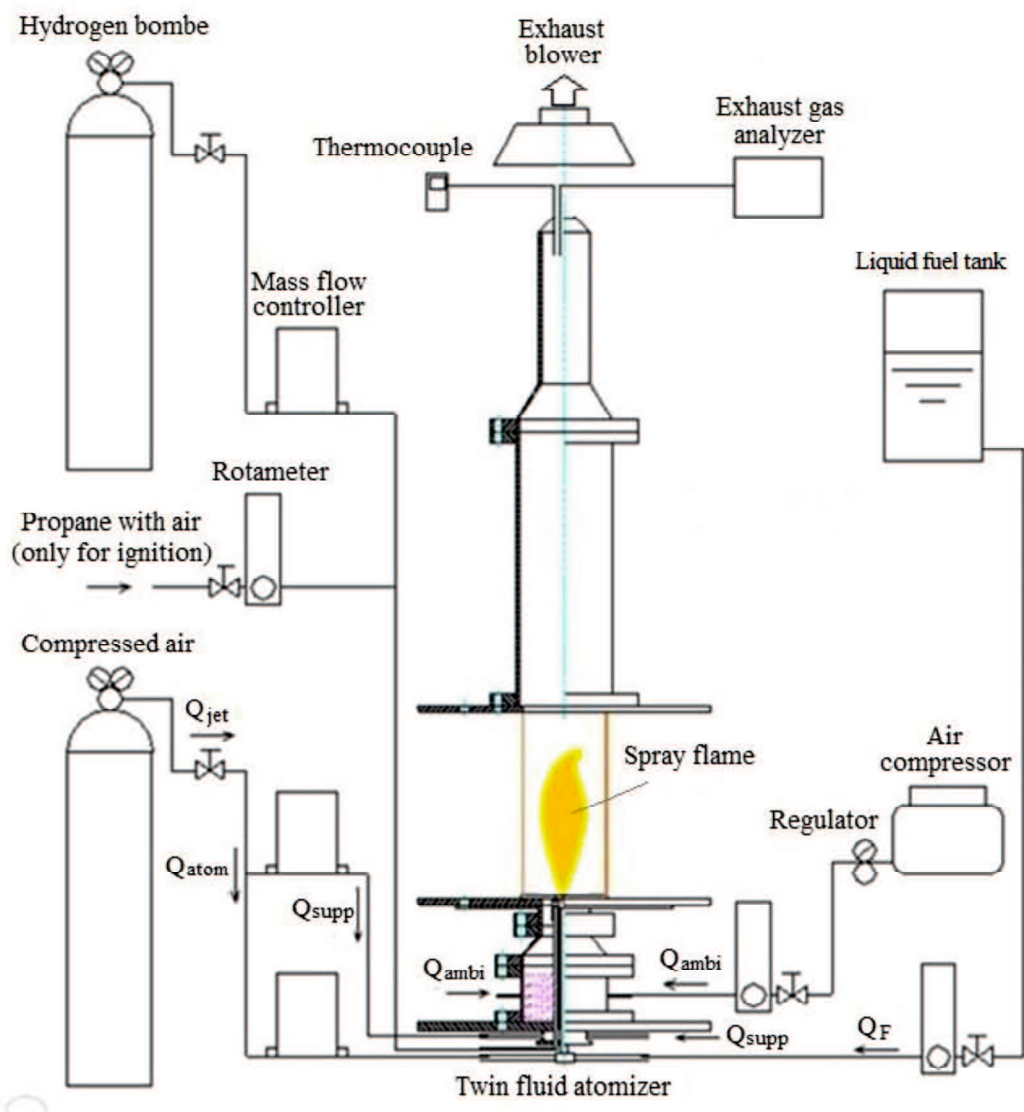 Hydrogen bombe
Exhaust
blower
Exhaust gas
analyzer
Thermocouple
Liquid fuel tank
Mass flow
controller
Rotameter
Propane with air
(only for ignition)
Compressed air
Qjet
Spray flame
Air
compressor
Regulator
Qatom
Qsupp
Qambi
Qambi
Qsupp
QF
Twin fluid atomizer